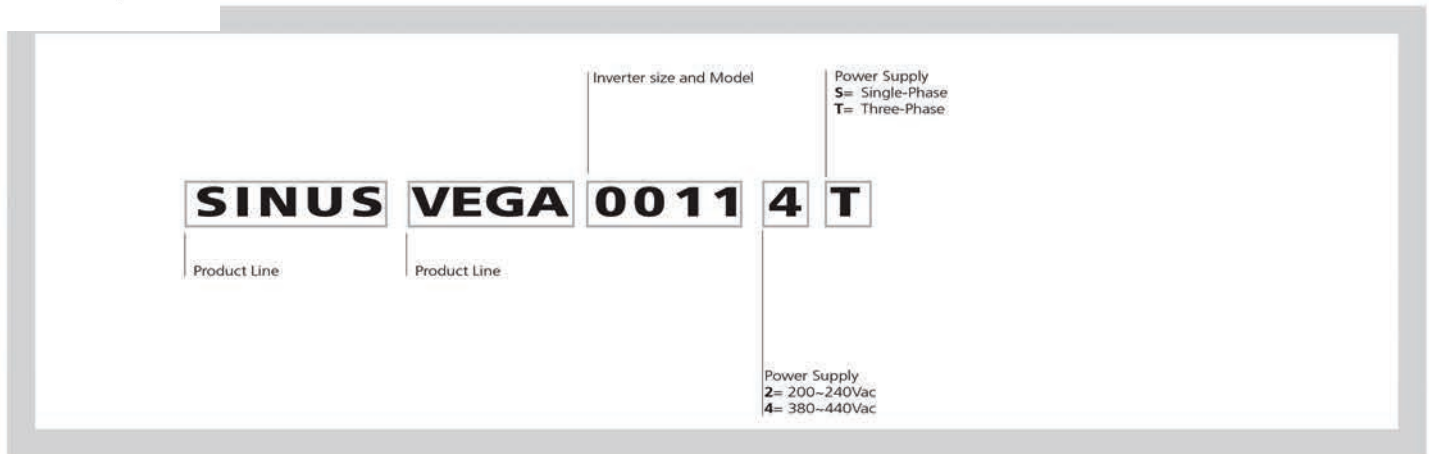 Inverter size and Model
Power Supply
S= Single-Phase
T= Three-Phase
SINUS VEGA 0011 4 T
Product Line
Product Line
Power Supply
2= 200~240Vac
4= 380~440Vac